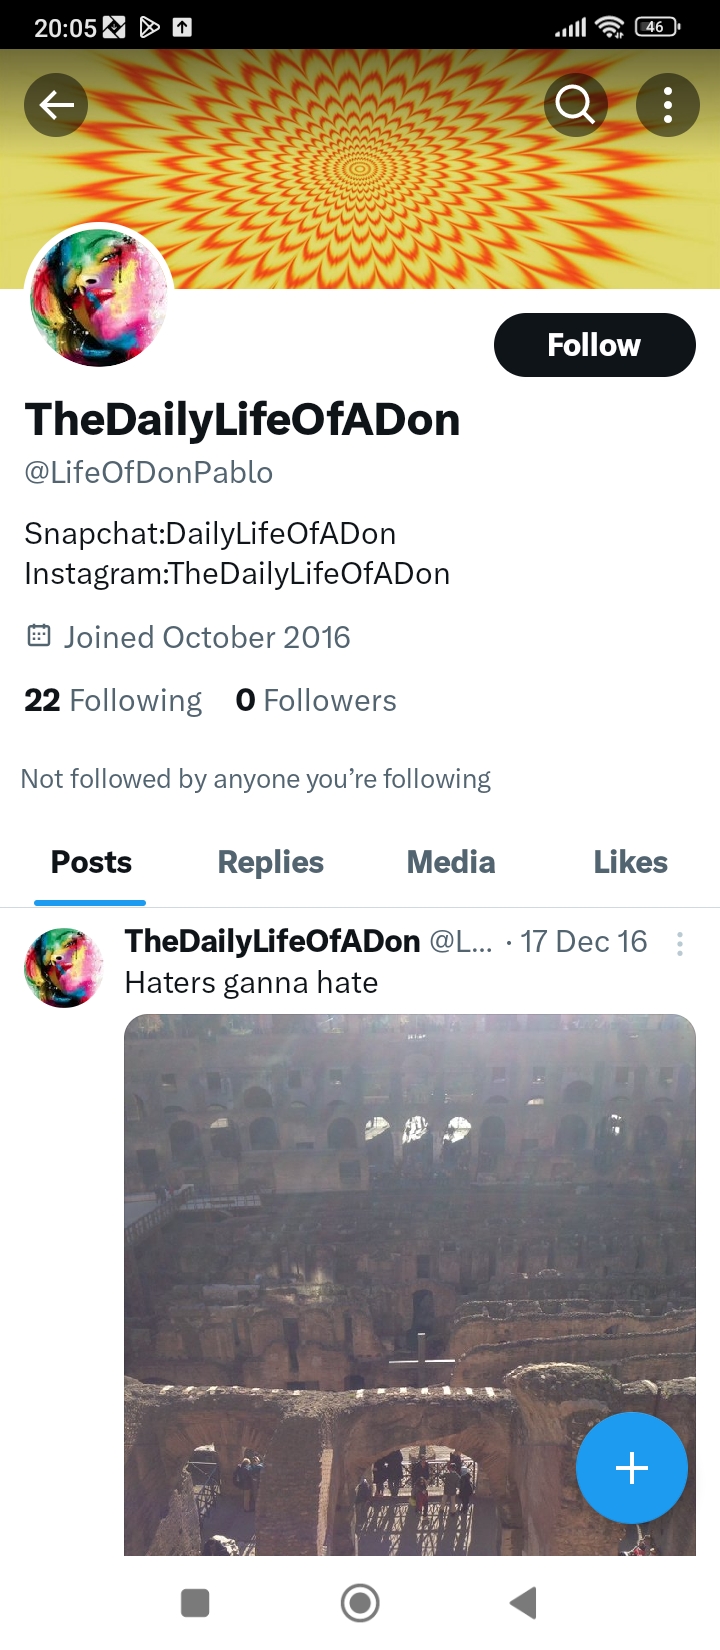 20:05
46
Follow
TheDailyLifeOfADon
@LifeOfDonPablo
Snapchat:DailyLifeOfADon
Instagram:TheDailyLifeOfADon
Joined October 2016
22 Following 0 Followers
Not followed by anyone you’re following
Posts Replies Media Likes
TheDailyLifeOfADon @L... · 17 Dec 16
Haters ganna hate